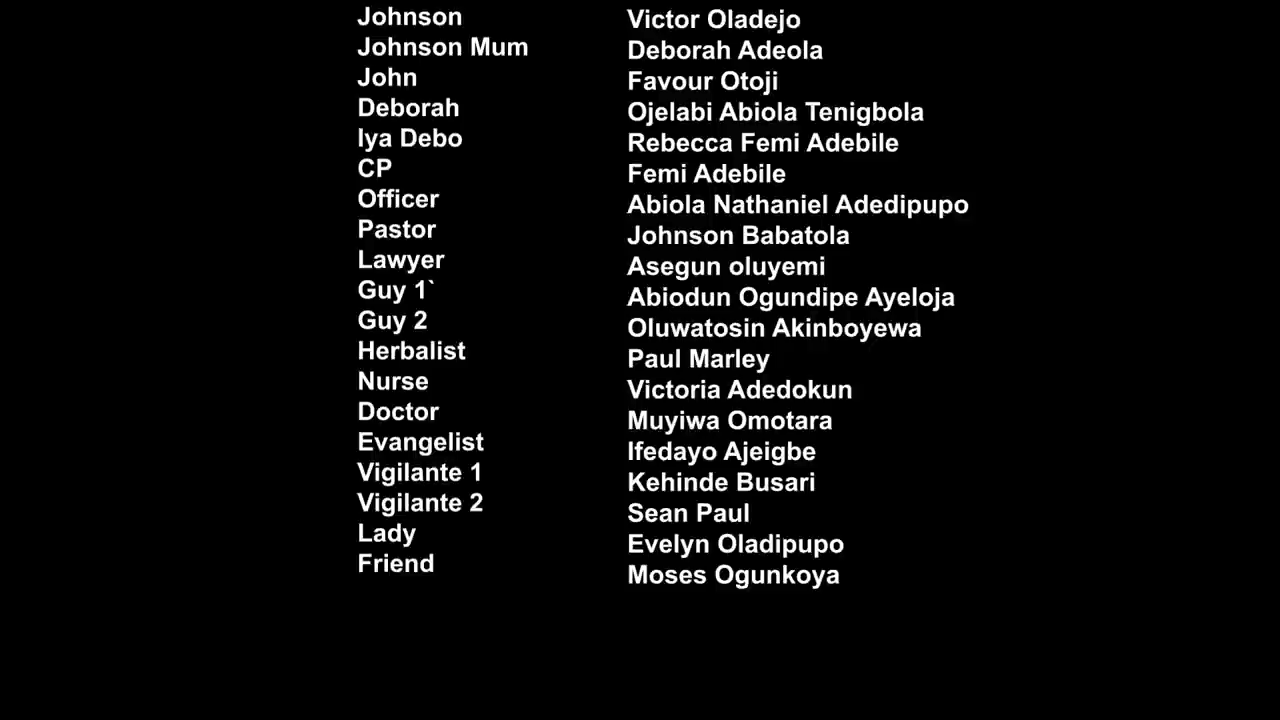 Johnson Victor Oladejo
Johnson Mum Deborah Adeola
John Favour Otoji
Deborah Ojelabi Abiola Tenigbola
Iya Debo Rebecca Femi Adebile
CP Femi Adebile
Officer Abiola Nathaniel Adedipupo
Pastor Johnson Babatola
Lawyer Asegun oluyemi
Guy 1` Abiodun Ogundipe Ayeloja
Guy 2 Oluwatosin Akinboyewa
Herbalist Paul Marley
Nurse Victoria Adedokun
Doctor Muyiwa Omotara
Evangelist Ifedayo Ajeigbe
Vigilante 1 Kehinde Busari
Vigilante 2 Sean Paul
Lady Evelyn Oladipupo
Friend Moses Ogunkoya